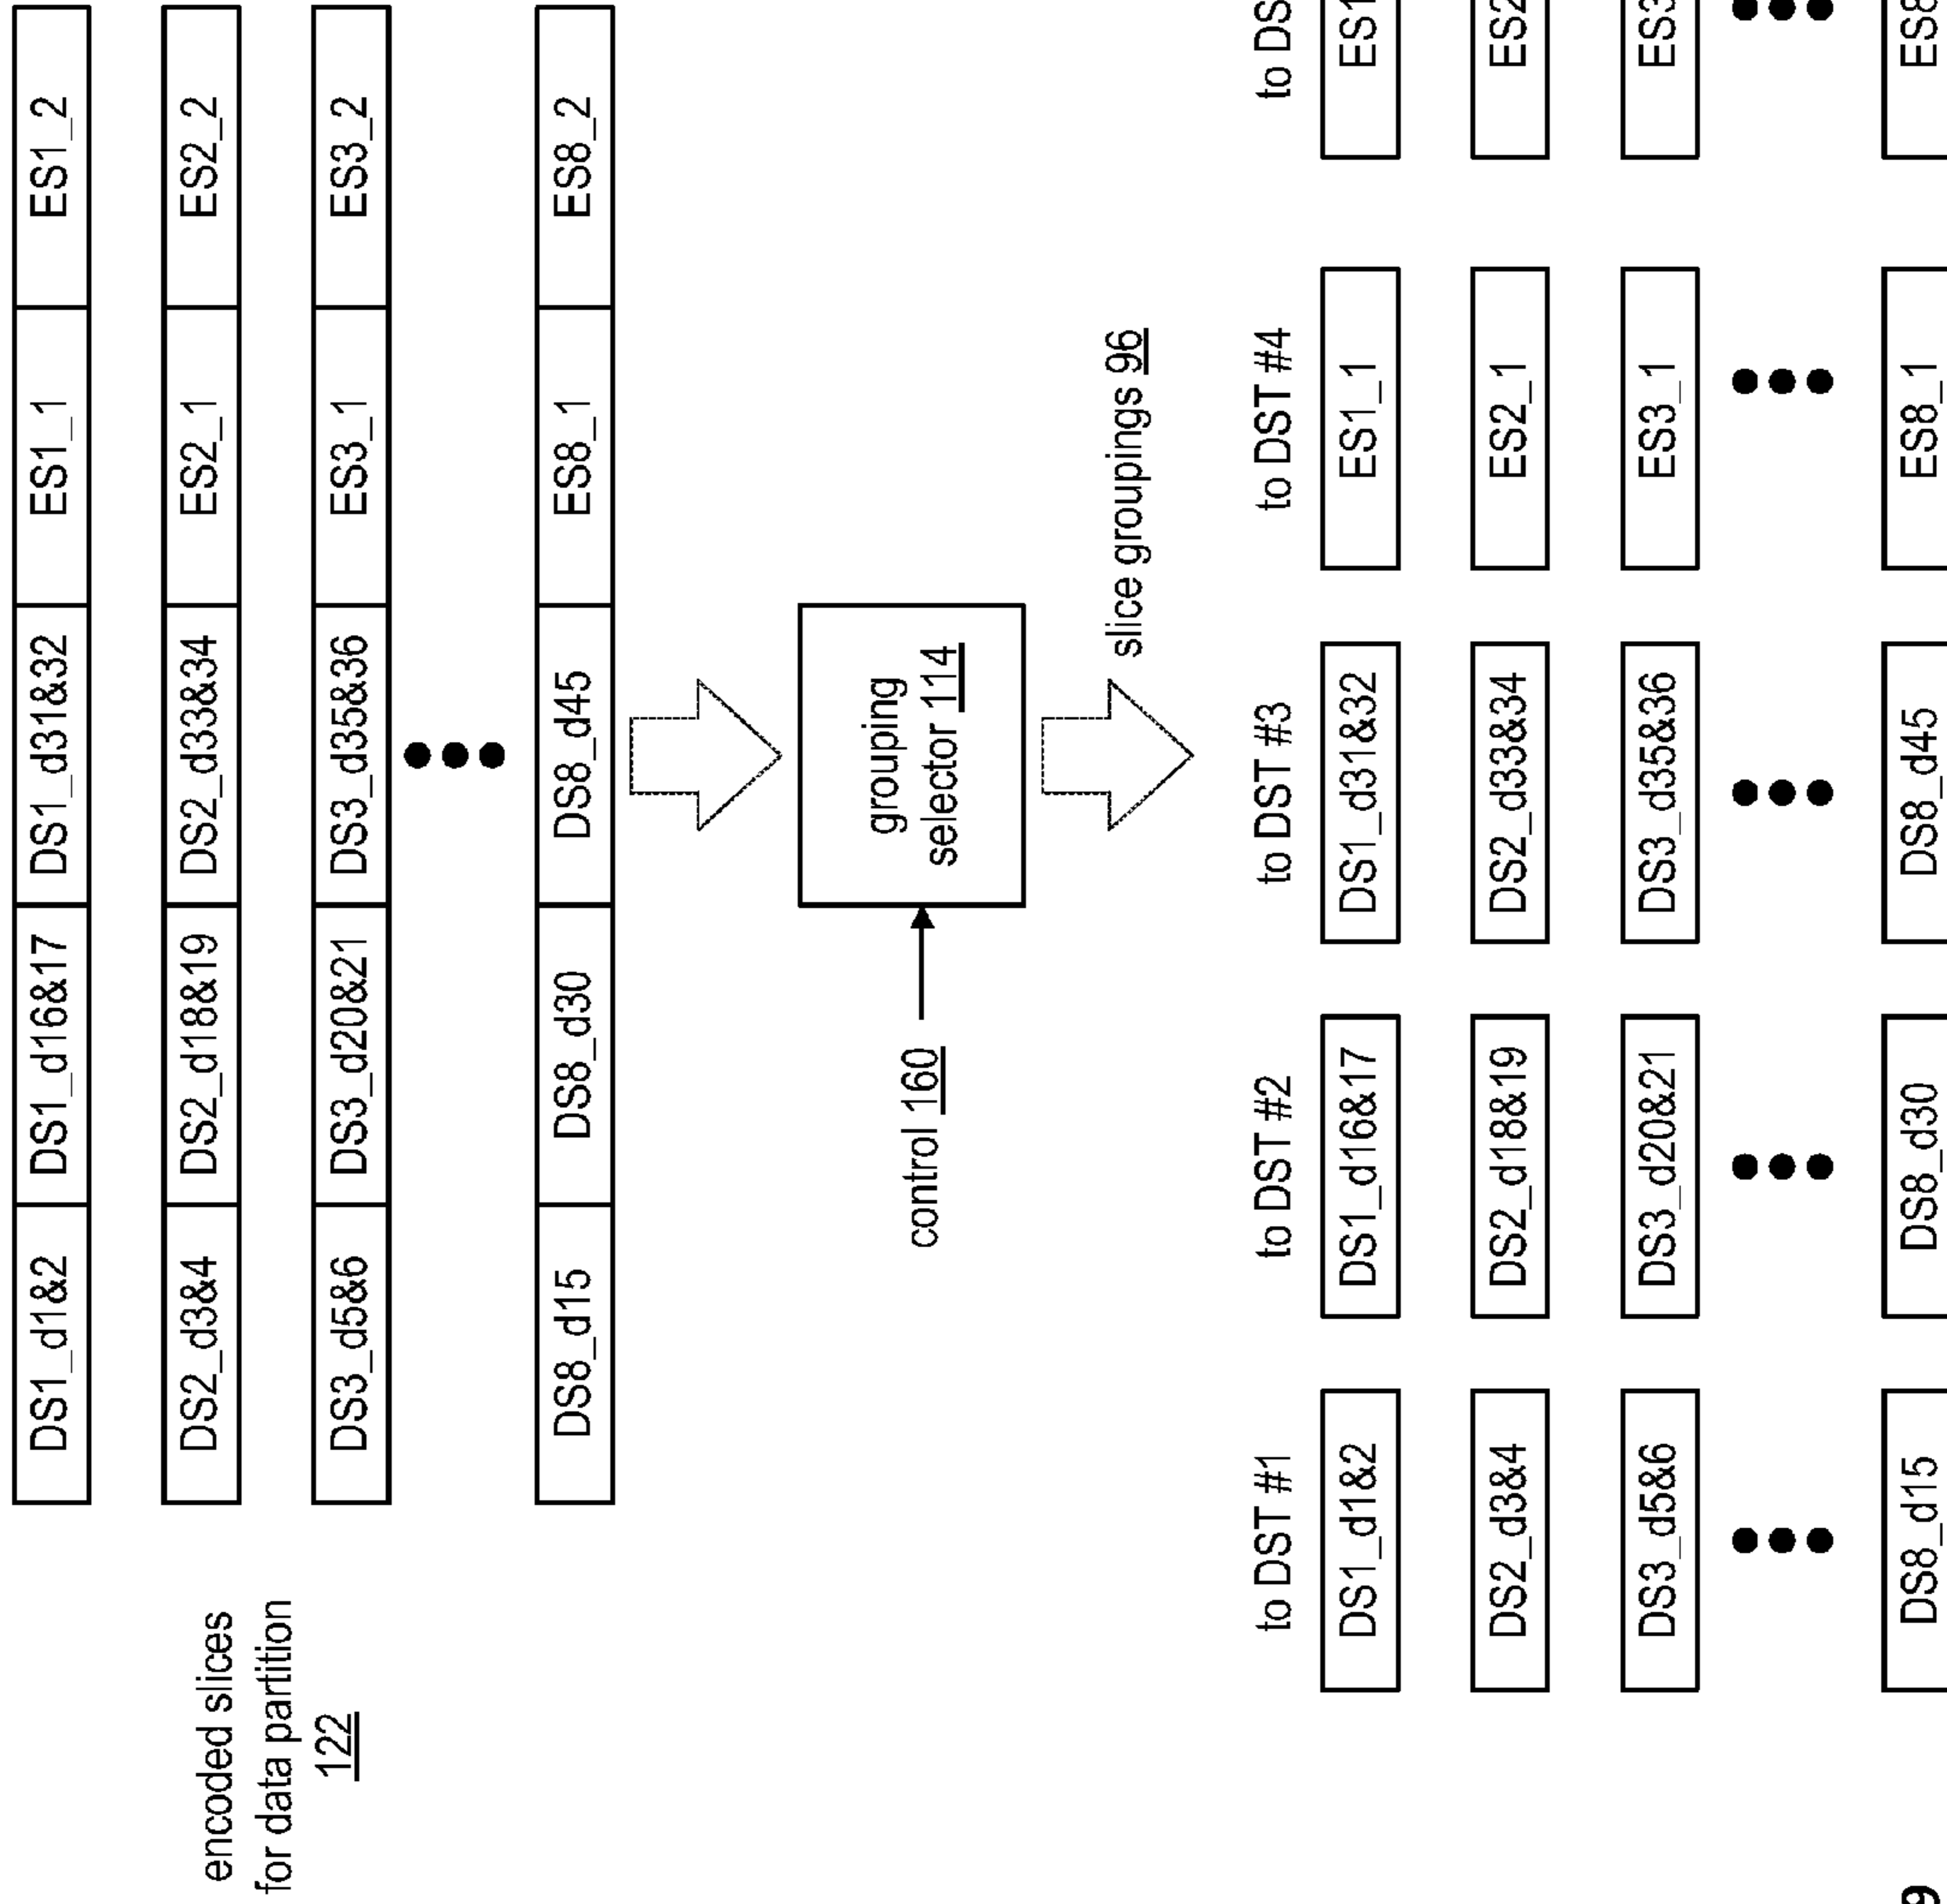 DS1_d1&2 DS1_d16&17 DS1_d31&32 ES1_1 ES1_2
encoded slices
for data partition
122
DS2_d3&4 DS2_d18&19 DS2_d33&34 ES2_1 ES2_2
DS3_d5&6 DS3_d20&21 DS3_d35&36 ES3_1 ES3_2
DS8_d15 DS8_d30 DS8_d45 ES8_1 ES8_2
grouping
selector 114
control 160
slice groupings 96
to DST #1 to DST #2 to DST #3 to DST #4 to
DS1_d1&2 DS1_d16&17 DS1_d31&32 ES1_1
DS2_d3&4 DS2_d18&19 DS2_d33&34 ES2_1
DS3_d5&6 DS3_d20&21 DS3_d35&36 ES3_1
DS8_d15 DS8_d30 DS8_d45 ES8_1